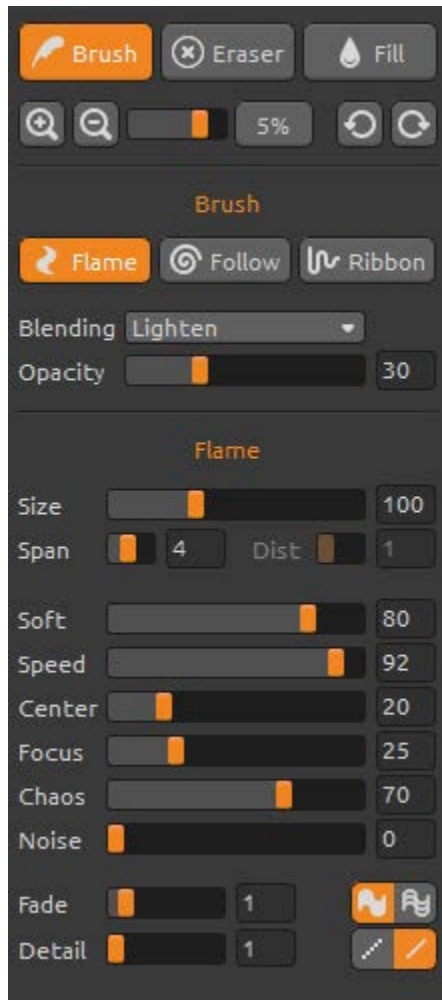 Brush Eraser Fill
5%
Brush
Flame Follow Ribbon
Blending Lighten
Opacity 30
Flame
Size 100
Span 4 Dist 1
Soft 80
Speed 92
Center 20
Focus 25
Chaos 70
Noise 0
Fade 1
Detail 1